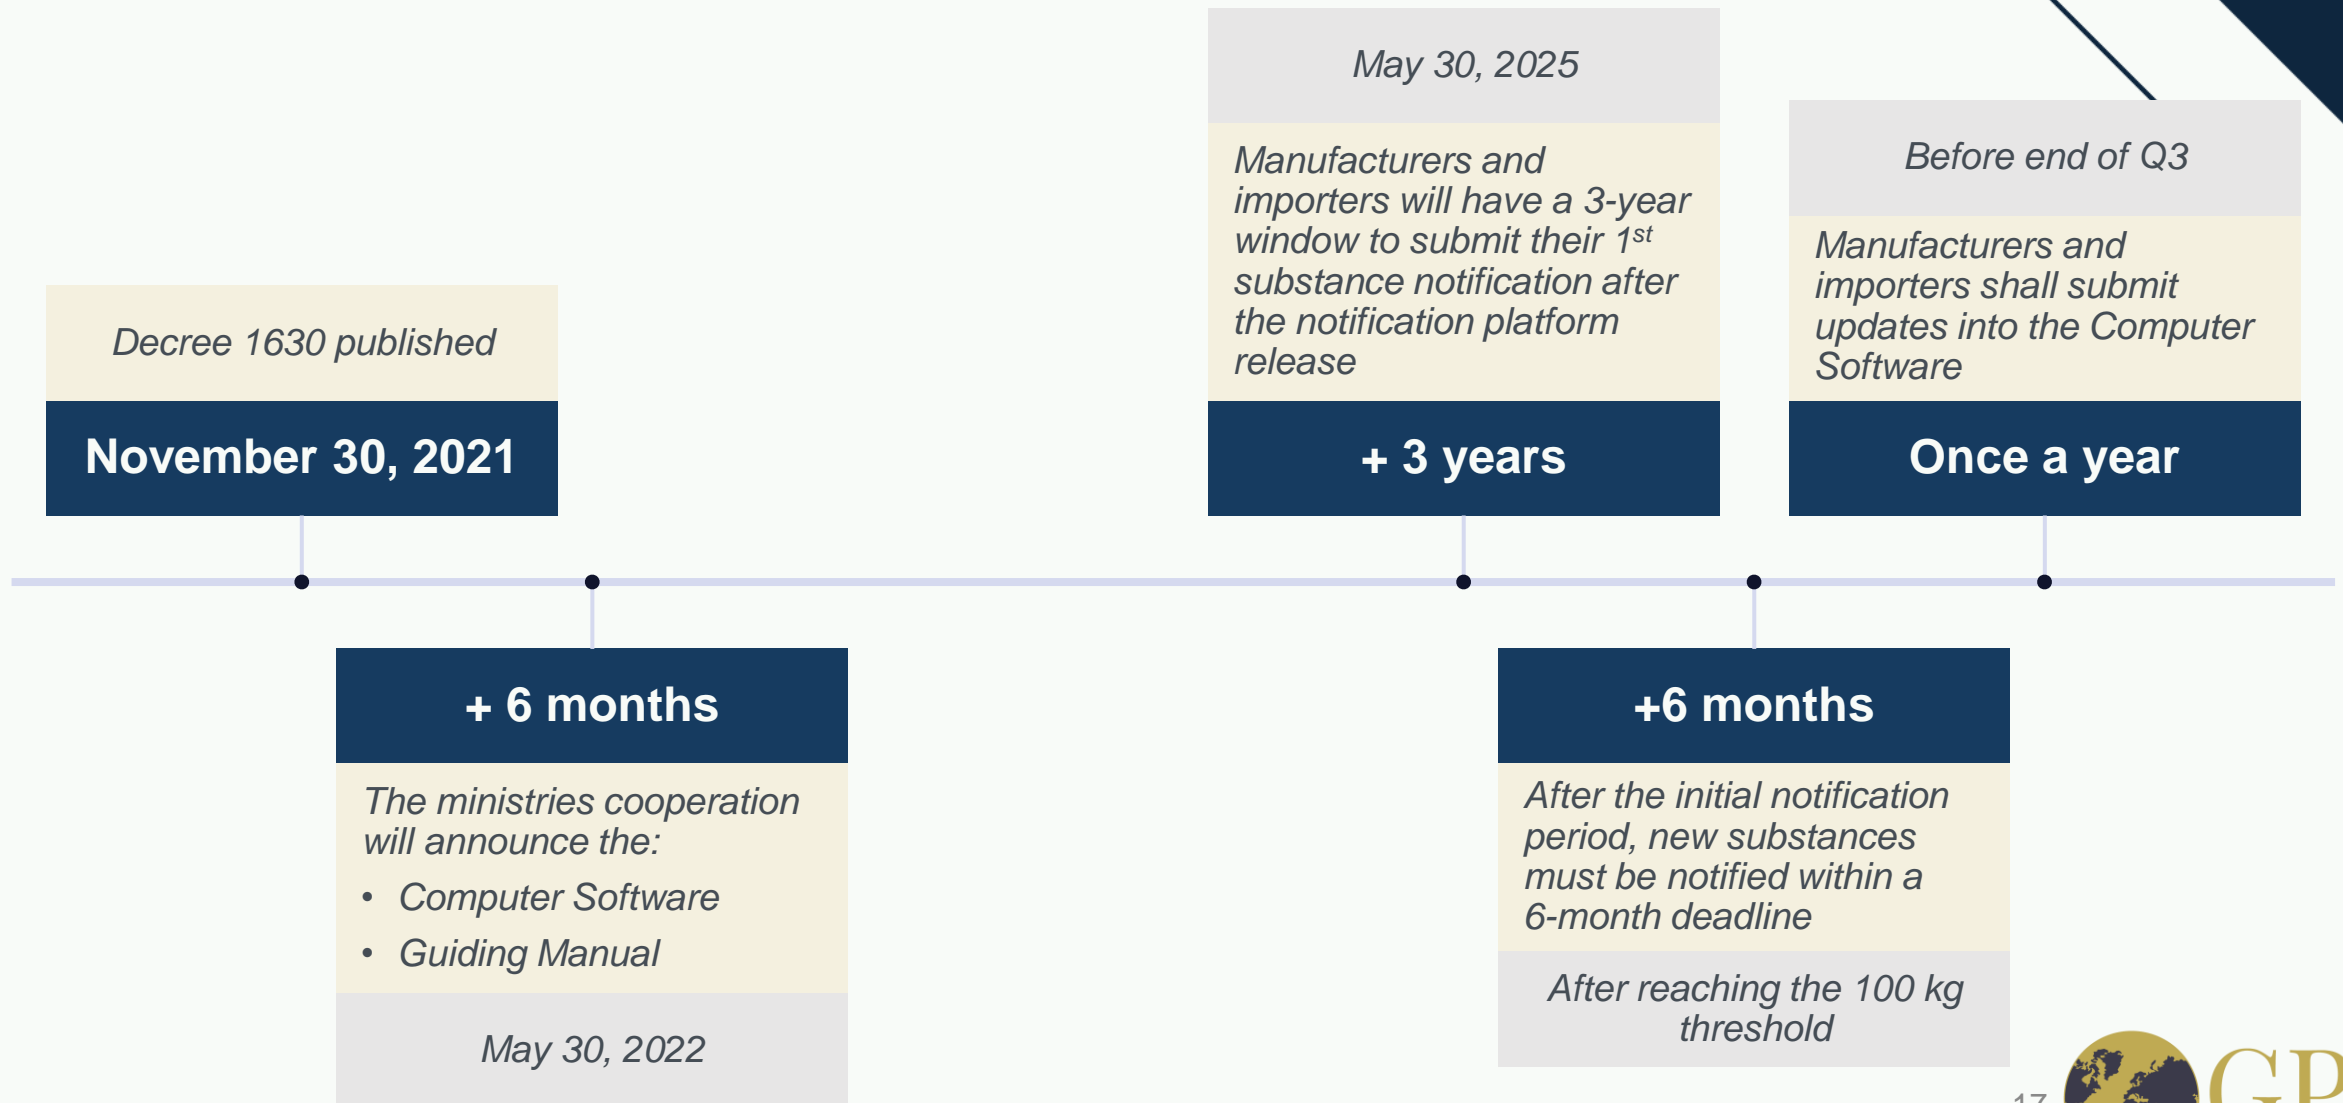 Decree 1630 published
November 30, 2021
+ 6 months
The ministries cooperation
will announce the:
• Computer Software
• Guiding Manual
May 30, 2022
May 30, 2025
Manufacturers and
importers will have a 3-year
window to submit their 1st
substance notification after
the notification platform
release
+ 3 years
+6 months
After the initial notification
period, new substances
must be notified within a
6-month deadline
After reaching the 100 kg
threshold
Before end of Q3
Manufacturers and
importers shall submit
updates into the Computer
Software
Once a year
17
GP